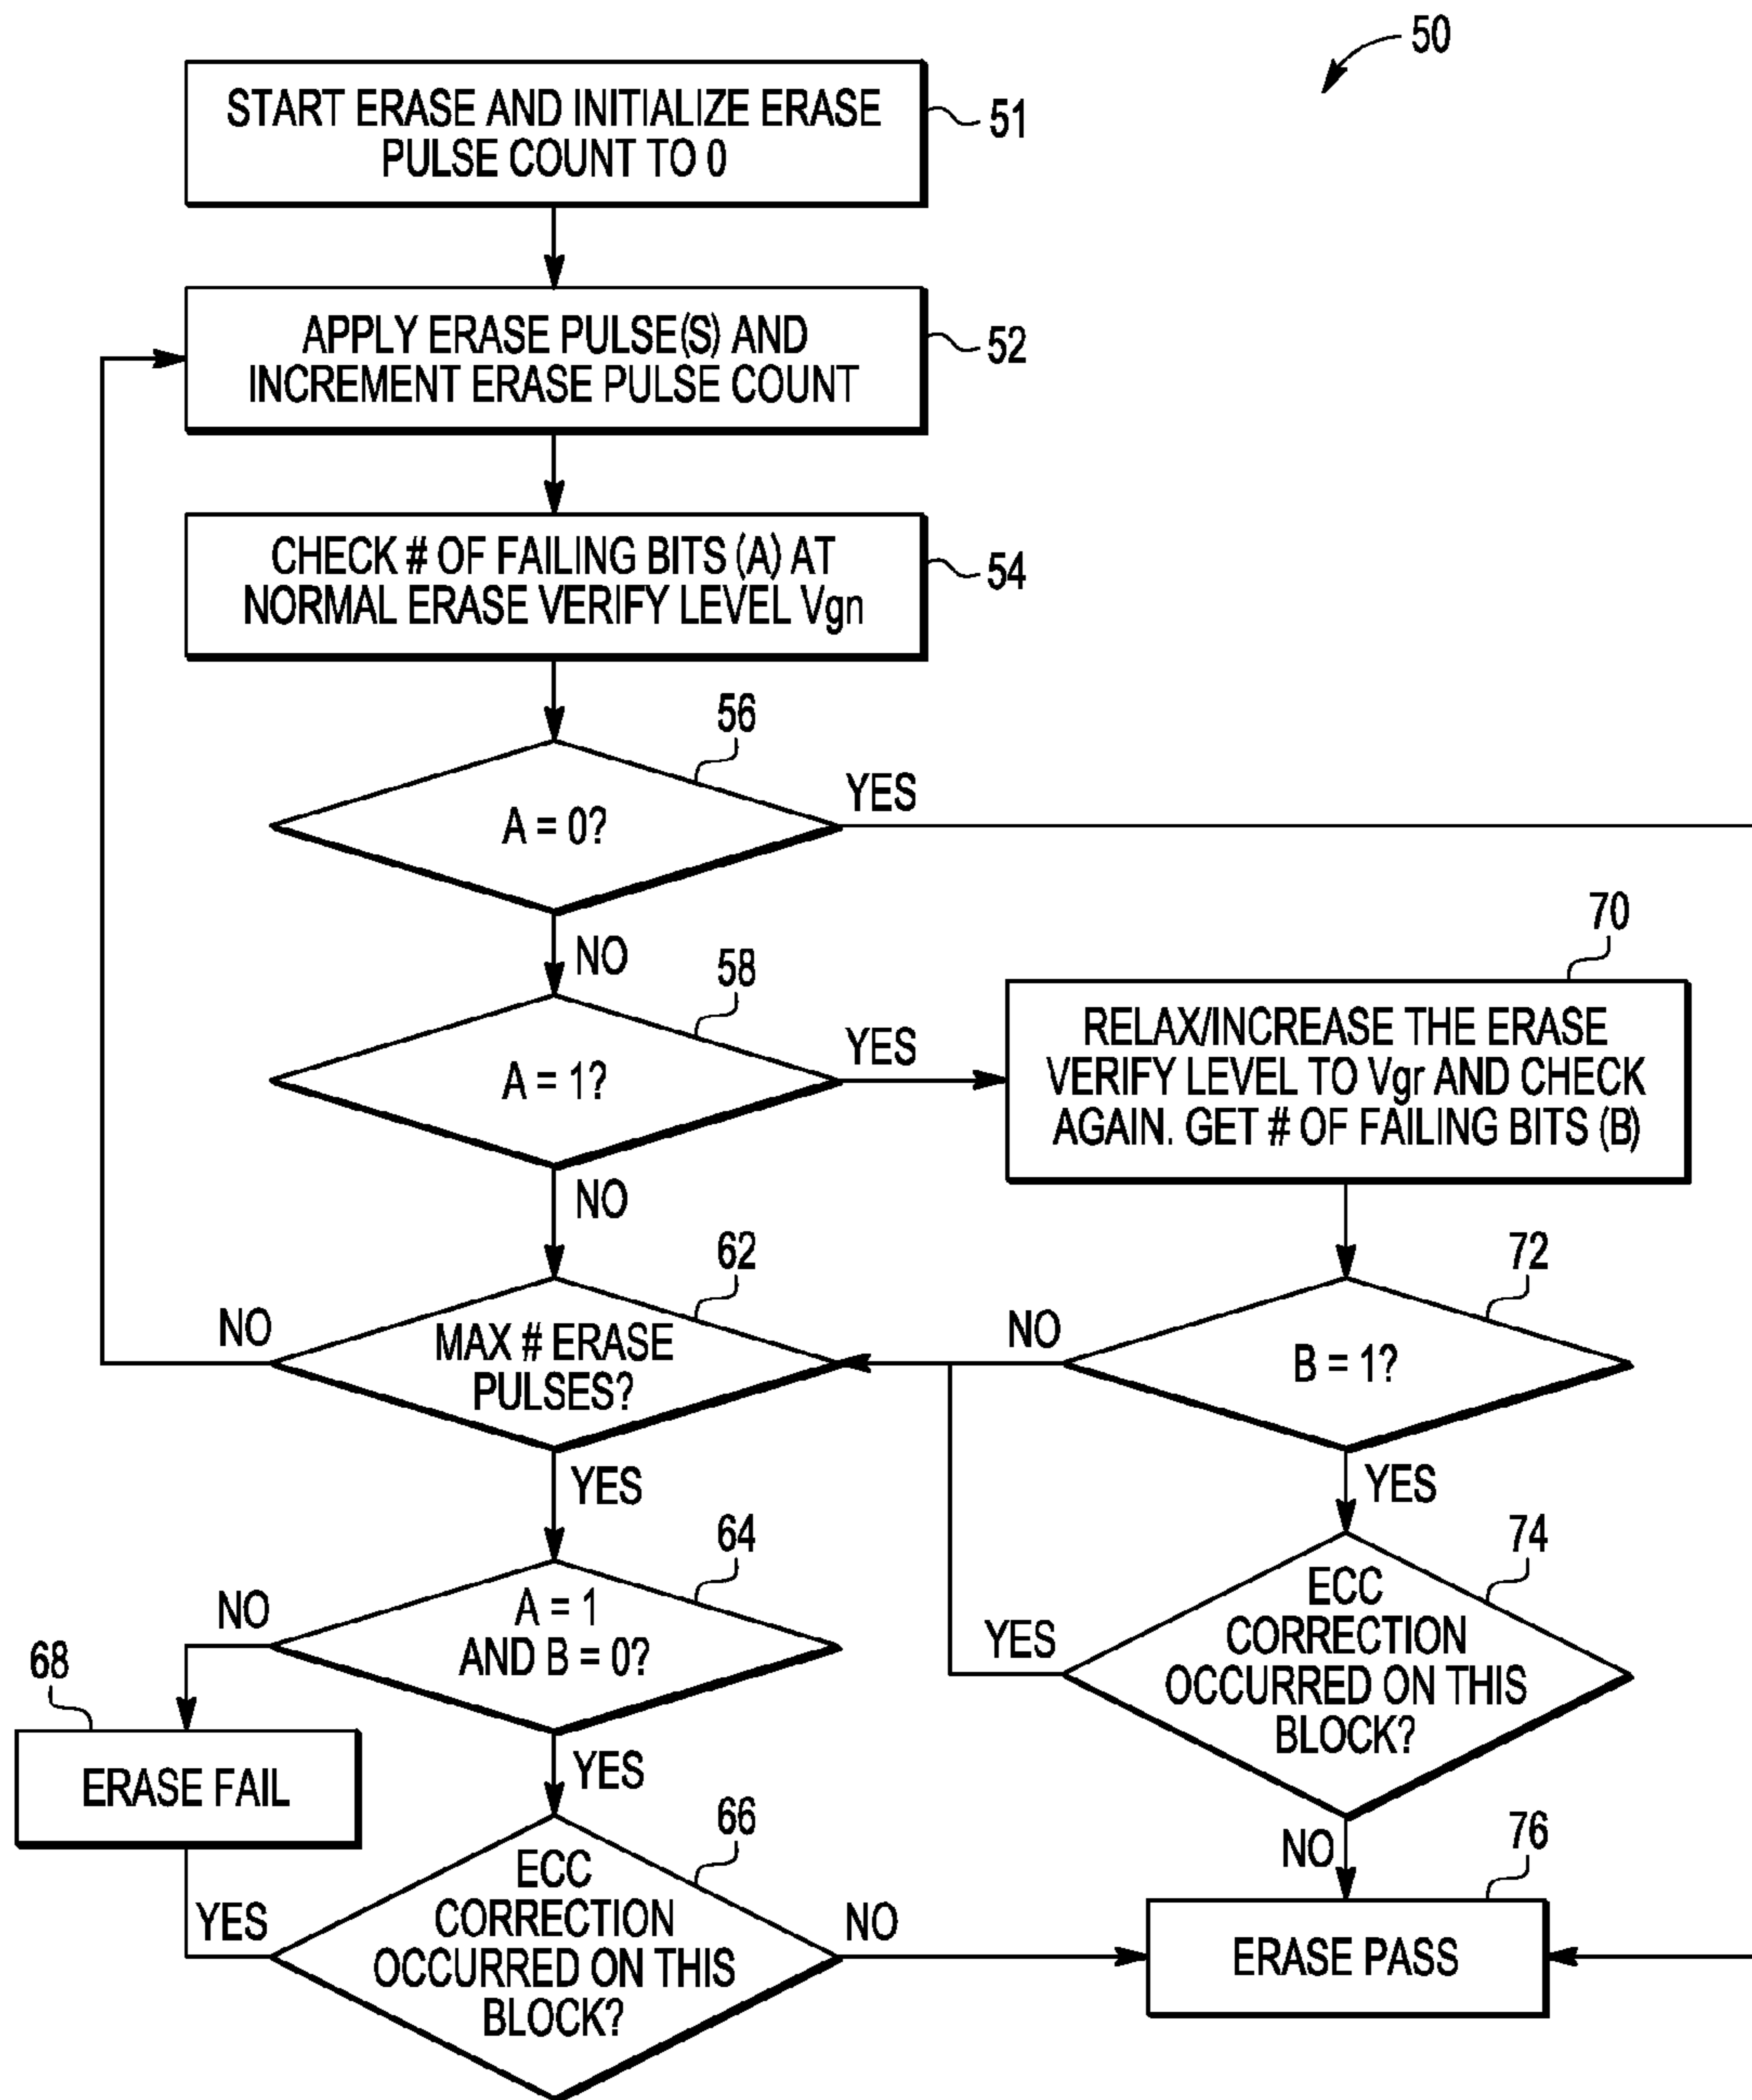 50
START ERASE AND INITIALIZE ERASE
PULSE COUNT TO 0
51
APPLY ERASE PULSE(S) AND
INCREMENT ERASE PULSE COUNT
52
CHECK # OF FAILING BITS (A) AT
NORMAL ERASE VERIFY LEVEL Vgn
54
56
A = 0?
YES
NO
58
A = 1?
YES
NO
70
RELAX/INCREASE THE ERASE
VERIFY LEVEL TO Vgr AND CHECK
AGAIN. GET # OF FAILING BITS (B)
62
MAX # ERASE
PULSES?
NO
YES
72
B = 1?
NO
YES
64
A = 1
AND B = 0?
NO
YES
74
ECC
CORRECTION
OCCURRED ON THIS
BLOCK?
YES
NO
68
ERASE FAIL
66
ECC
CORRECTION
OCCURRED ON THIS
BLOCK?
YES
NO
76
ERASE PASS